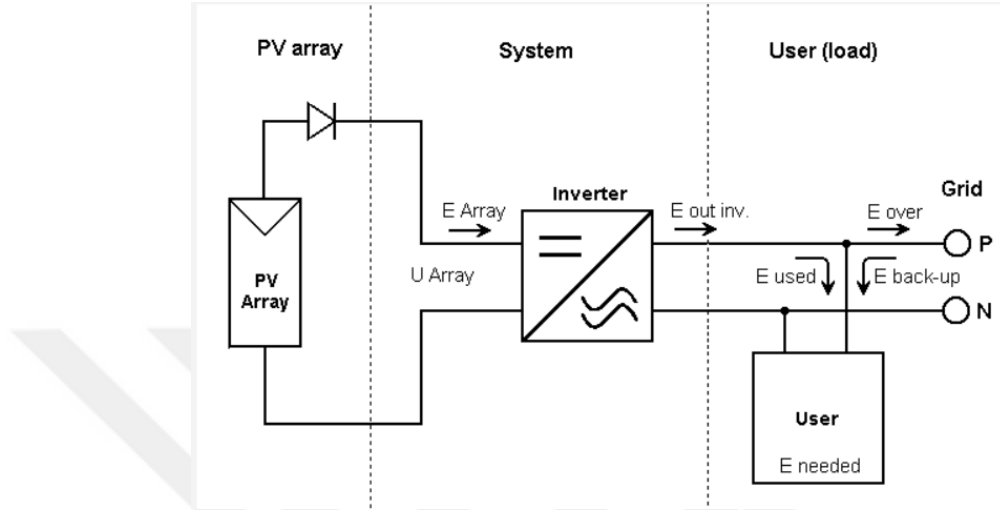 PV array
System
User (load)
Inverter
Grid
E Array
E out inv.
E over
P
U Array
E used
E back-up
PV
Array
N
User
E needed